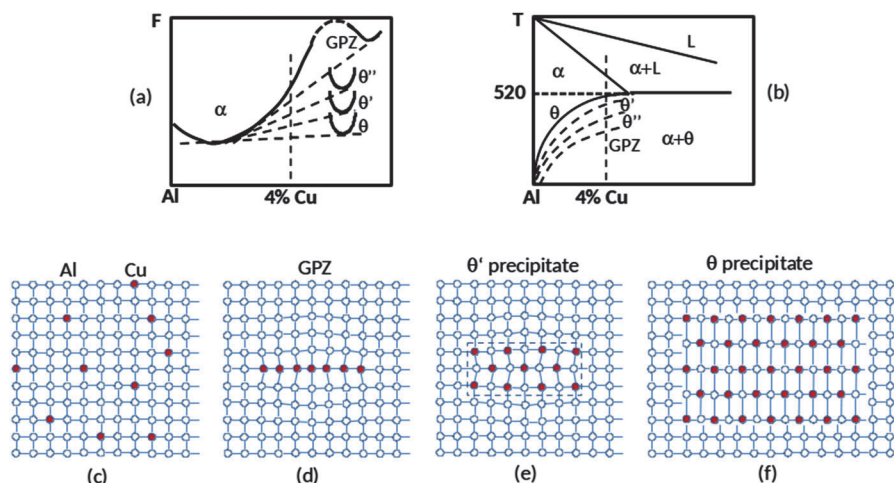 F
GPZ
θ''
(a)
α
θ'
θ
Al
4% Cu
T
L
α
α+L
520
(b)
θ
θ'
θ''
GPZ
α+θ
Al
4% Cu
Al
Cu
GPZ
θ‘ precipitate
θ precipitate
(c)
(d)
(e)
(f)